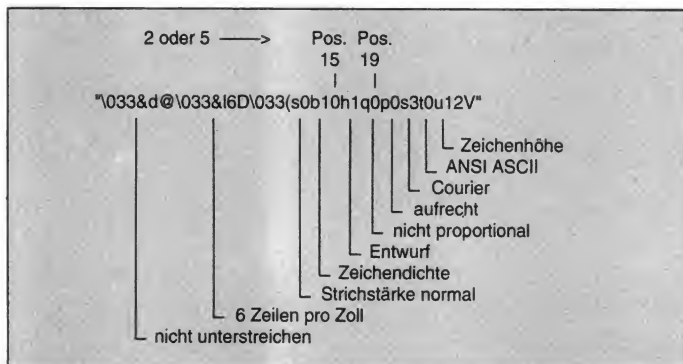 2 oder 5 ——> Pos. Pos.
15 19
"\033&d@\033&l6D\033(s0b10h1q0p0s3t0u12V"
Zeichenhöhe
ANSI ASCII
Courier
aufrecht
nicht proportional
Entwurf
Zeichendichte
Strichstärke normal
6 Zeilen pro Zoll
nicht unterstreichen